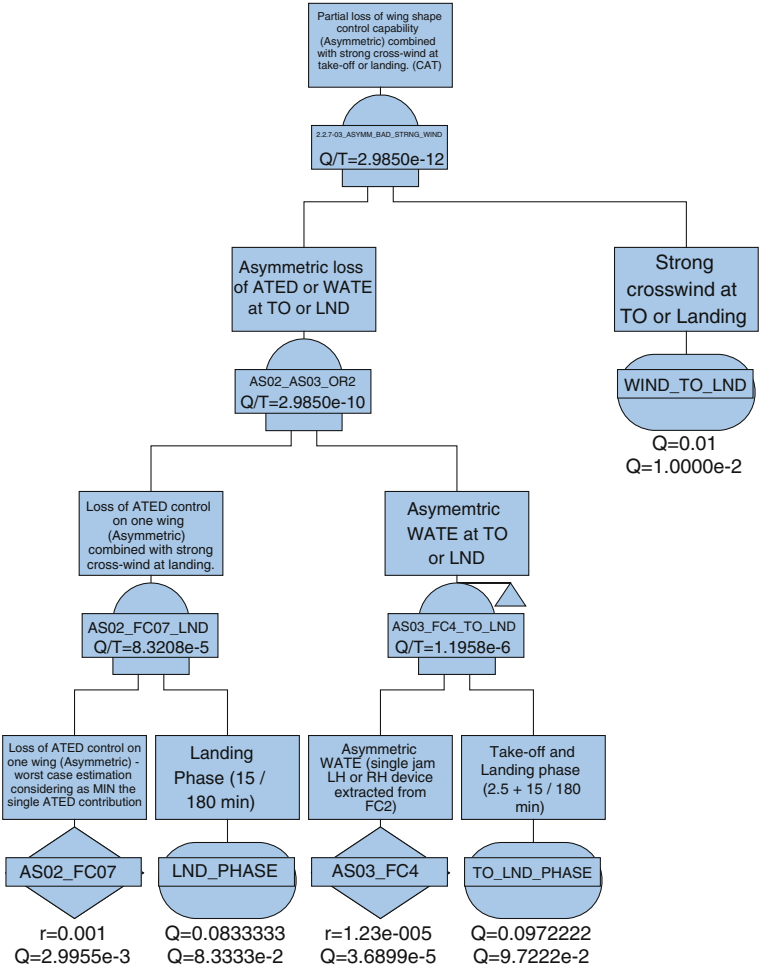 Partial loss of wing shape
control capability
(Asymmetric) combined
with strong cross-wind at
take-off or landing. (CAT)
2.2.7-03_ASYMM_BAD_STRNG_WIND
Q/T=2.9850e-12
Asymmetric loss
of ATED or WATE
at TO or LND
Strong
crosswind at
TO or Landing
AS02_AS03_OR2
Q/T=2.9850e-10
WIND_TO_LND
Q=0.01
Q=1.0000e-2
Loss of ATED control
on one wing
(Asymmetric)
combined with strong
cross-wind at landing.
Asymemtric
WATE at TO
or LND
AS02_FC07_LND
Q/T=8.3208e-5
AS03_FC4_TO_LND
Q/T=1.1958e-6
Loss of ATED control on
one wing (Asymmetric) -
worst case estimation
considering as MIN the
single ATED contribution
Landing
Phase (15 /
180 min)
Asymmetric
WATE (single jam
LH or RH device
extracted from
FC2)
Take-off and
Landing phase
(2.5 + 15 / 180
min)
AS02_FC07
LND_PHASE
AS03_FC4
TO_LND_PHASE
r=0.001
Q=2.9955e-3
Q=0.0833333
Q=8.3333e-2
r=1.23e-005
Q=3.6899e-5
Q=0.0972222
Q=9.7222e-2